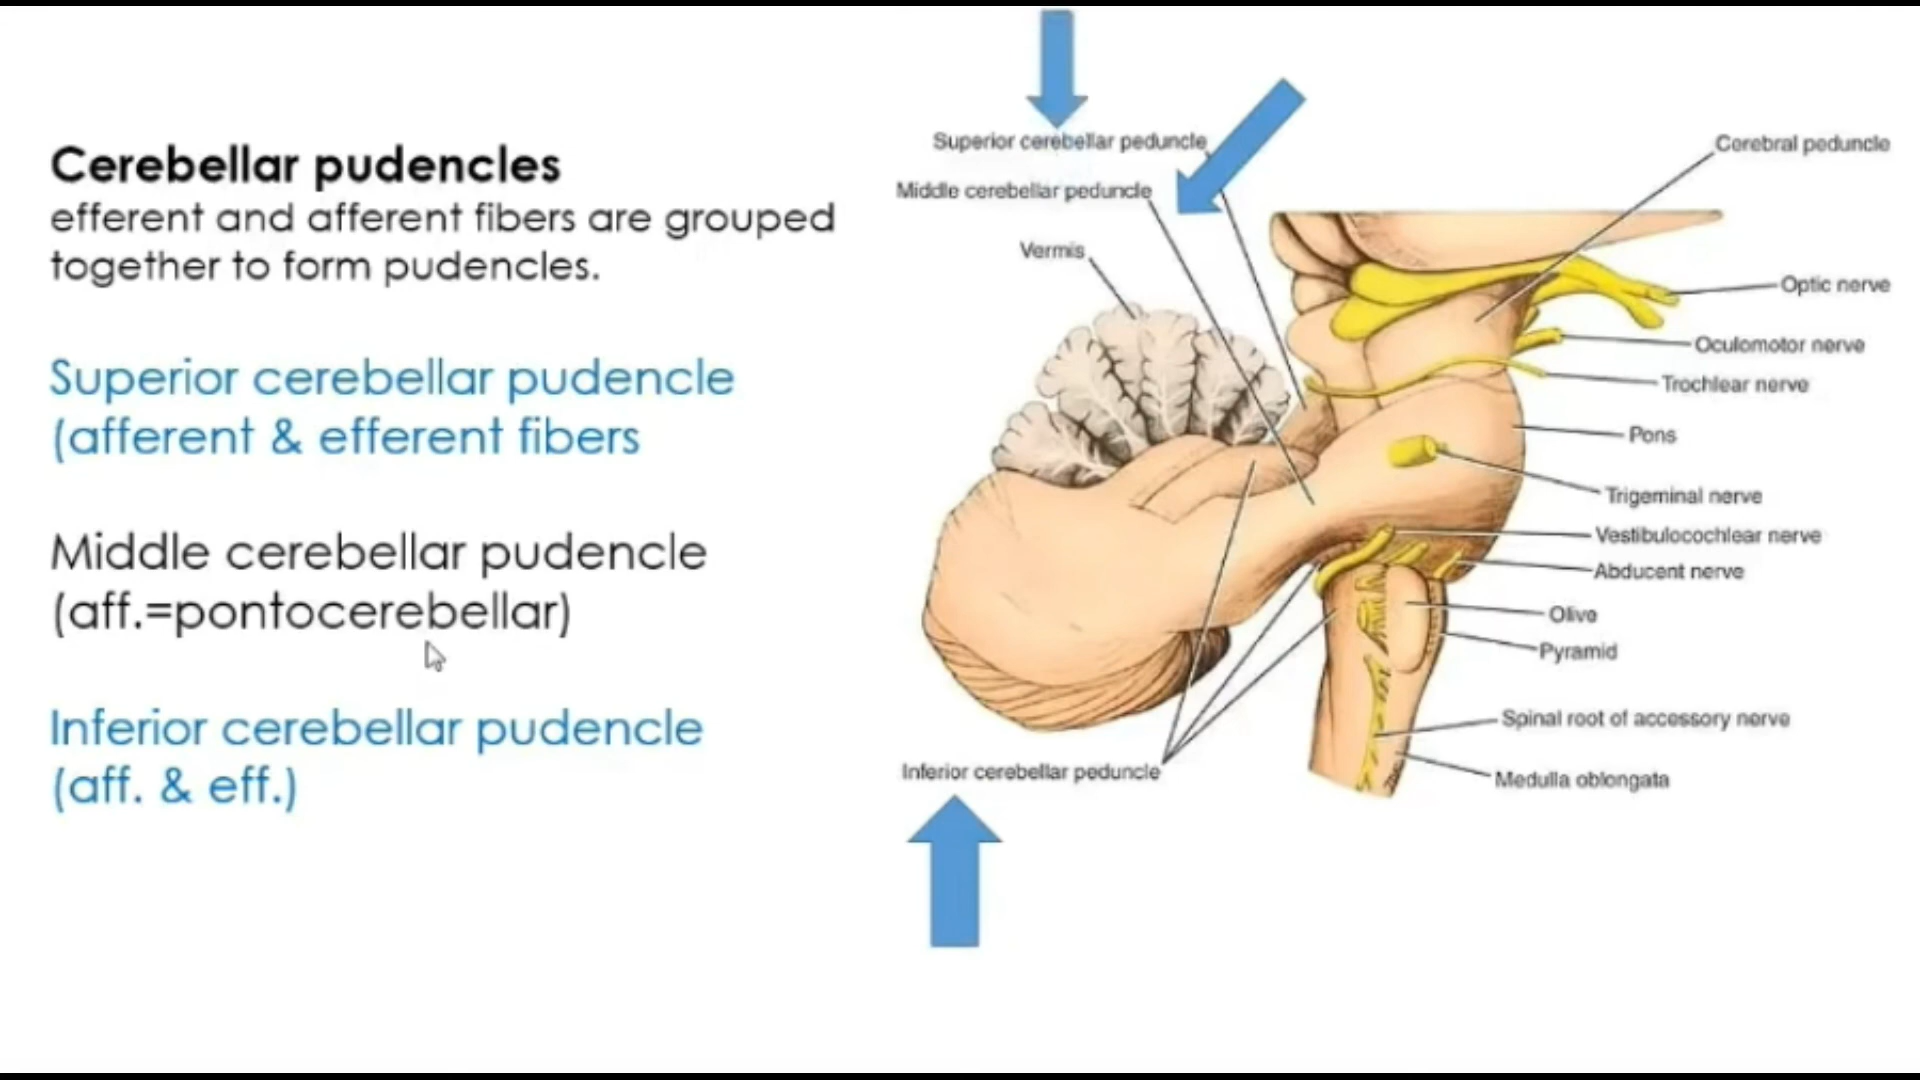 Cerebellar pudencles
efferent and afferent fibers are grouped
together to form pudencles.
Superior cerebellar pudencle
(afferent & efferent fibers
Middle cerebellar pudencle
(aff.=pontocerebellar)
Inferior cerebellar pudencle
(aff. & eff.)
Superior cerebellar peduncle
Middle cerebellar peduncle
Vermis
Inferior cerebellar peduncle
Cerebral peduncle
Optic nerve
Oculomotor nerve
Trochlear nerve
Pons
Trigeminal nerve
Vestibulocochlear nerve
Abducent nerve
Olive
Pyramid
Spinal root of accessory nerve
Medulla oblongata